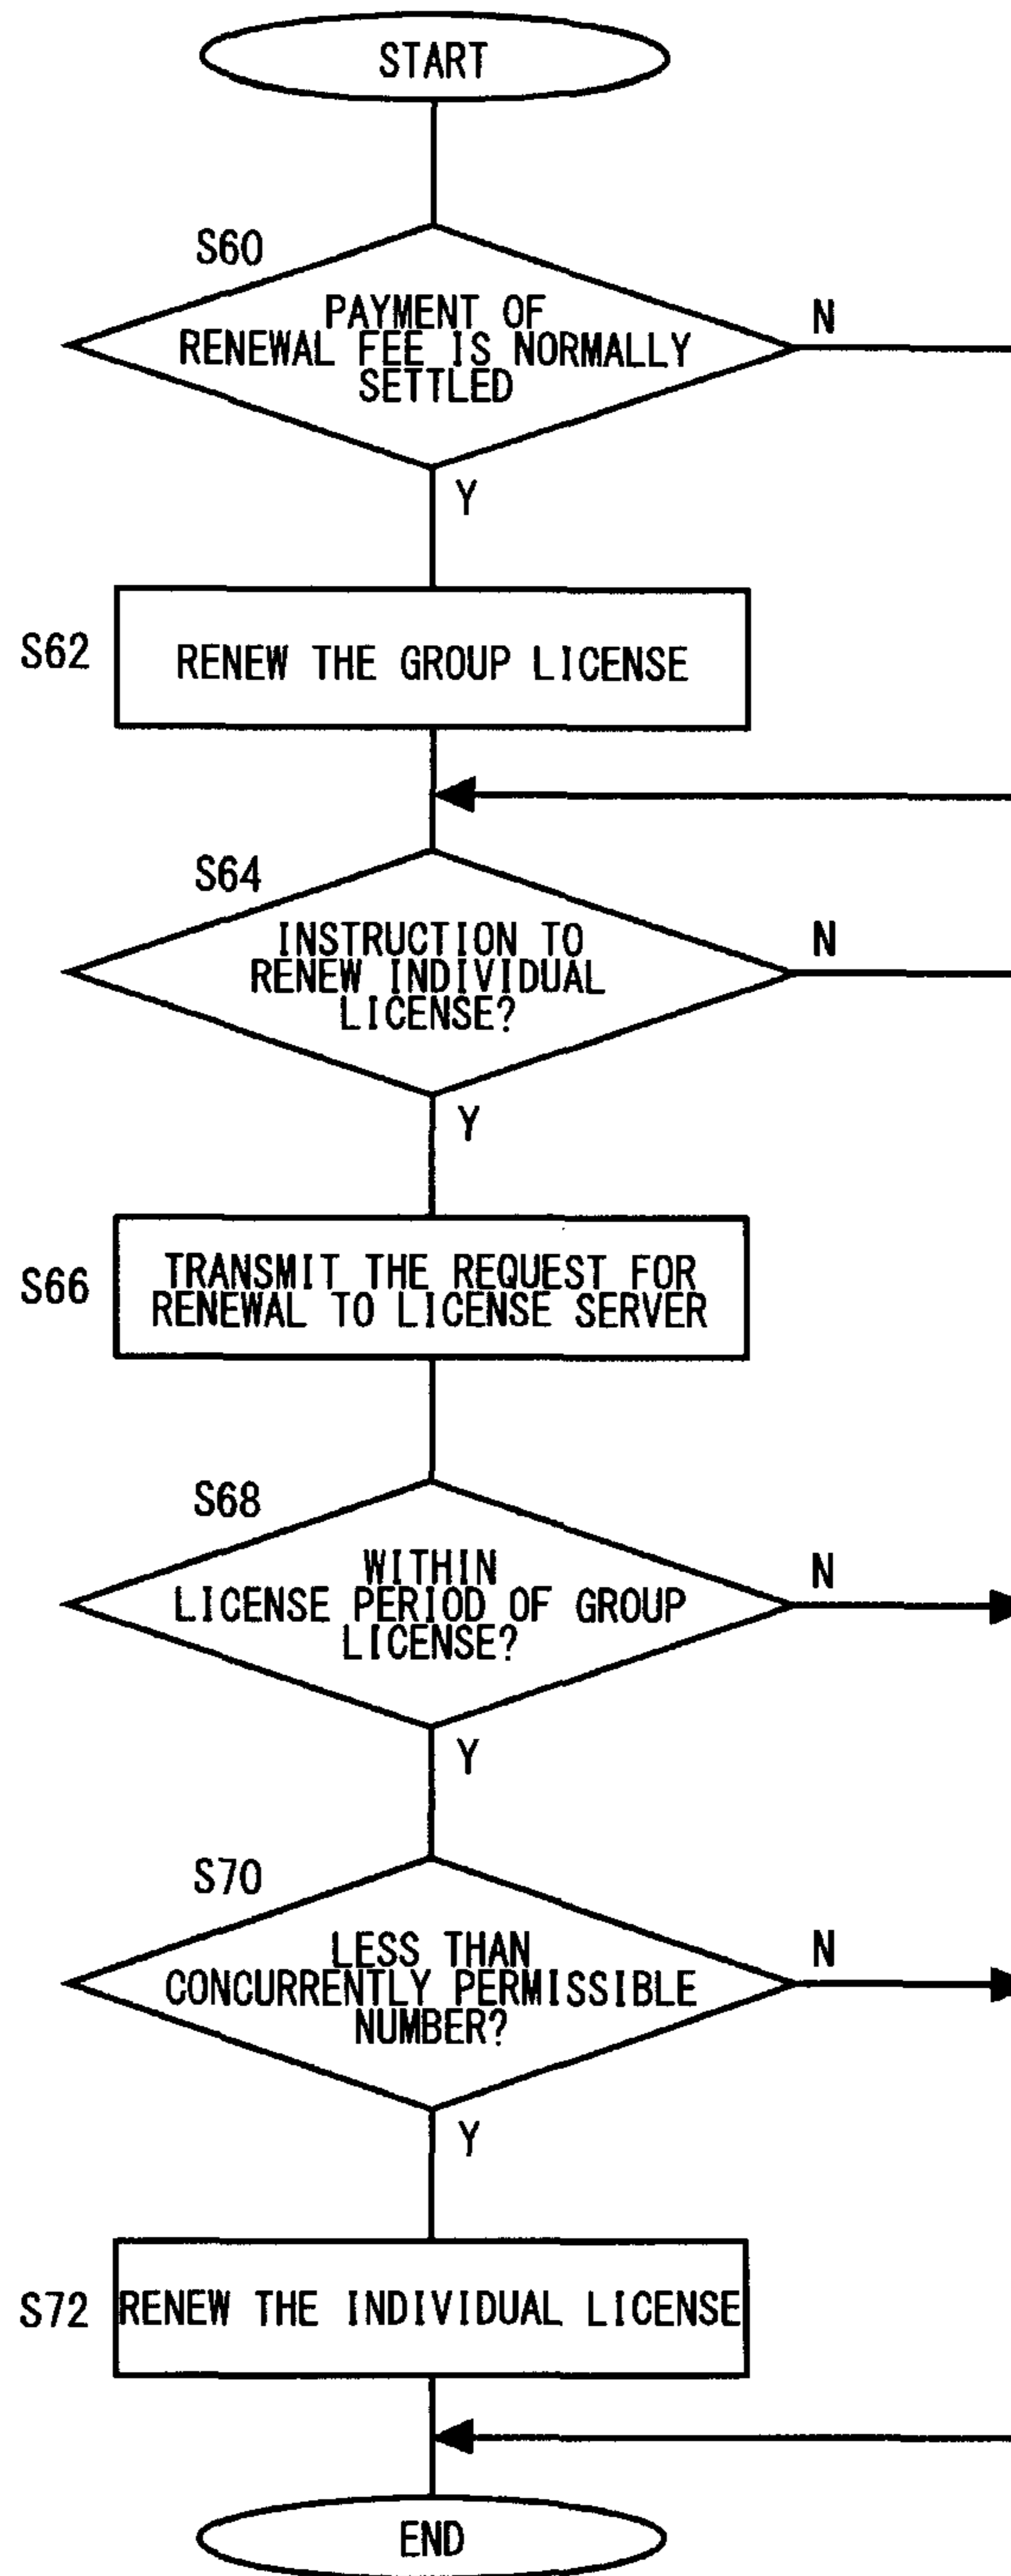 START
S60
PAYMENT OF
RENEWAL FEE IS NORMALLY
SETTLED
N
Y
S62
RENEW THE GROUP LICENSE
S64
INSTRUCTION TO
RENEW INDIVIDUAL
LICENSE?
N
Y
S66
TRANSMIT THE REQUEST FOR
RENEWAL TO LICENSE SERVER
S68
WITHIN
LICENSE PERIOD OF GROUP
LICENSE?
N
Y
S70
LESS THAN
CONCURRENTLY PERMISSIBLE
NUMBER?
N
Y
S72
RENEW THE INDIVIDUAL LICENSE
END